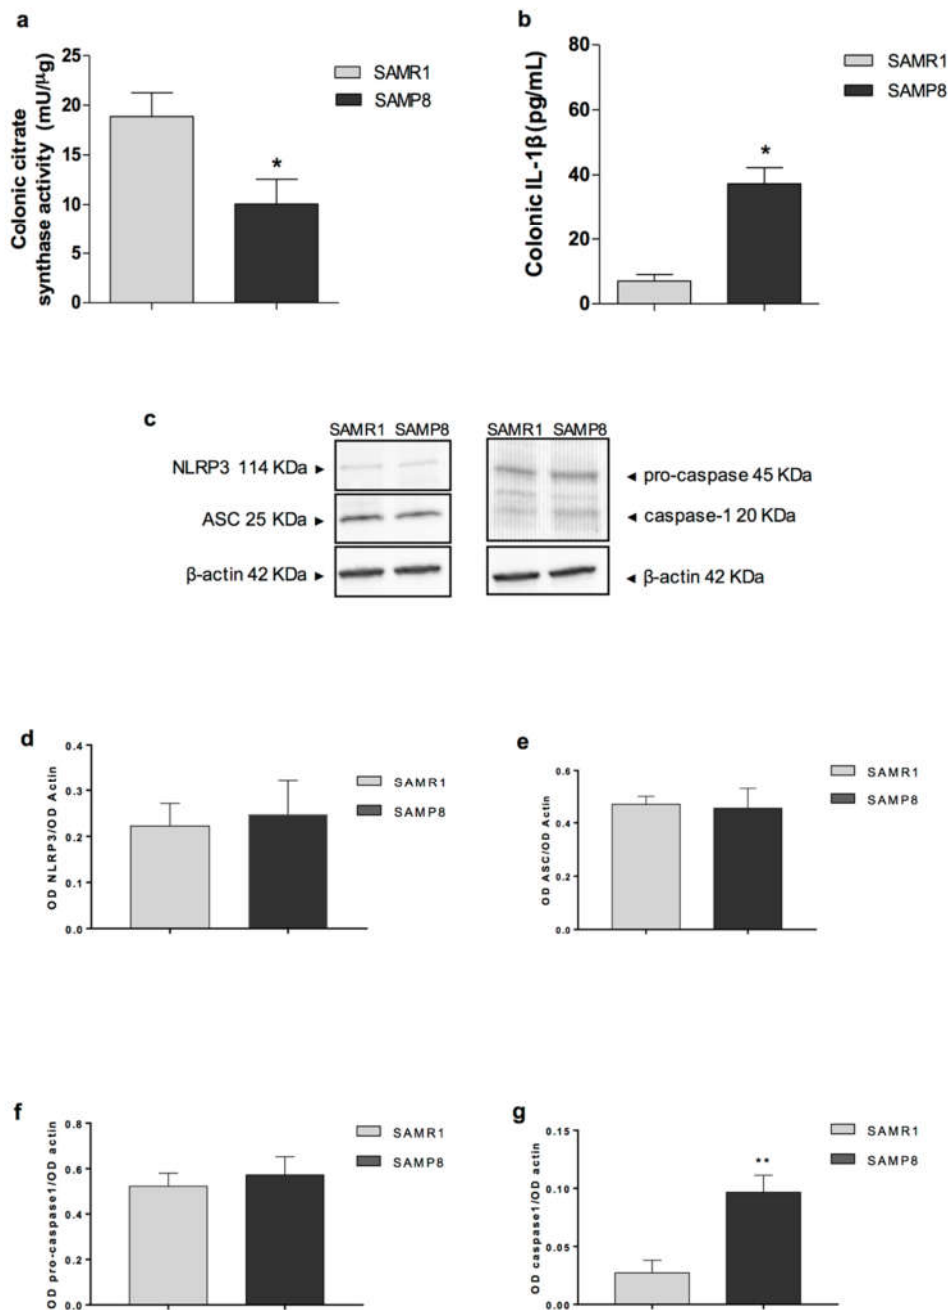 a
Colonic citrate
synthase activity (mU/µg)
25
20
15
10
5
0
*
SAMR1
SAMP8
b
Colonic IL-1β (pg/mL)
80
60
40
20
0
*
SAMR1
SAMP8
c
SAMR1 SAMP8
NLRP3 114 KDa ►
ASC 25 KDa ►
β-actin 42 KDa ►
SAMR1 SAMP8
◄ pro-caspase 45 KDa
◄ caspase-1 20 KDa
◄ β-actin 42 KDa
d
OD NLRP3/OD Actin
0.4
0.3
0.2
0.1
0.0
SAMR1
SAMP8
e
OD ASC/OD Actin
0.6
0.4
0.2
0.0
SAMR1
SAMP8
f
OD pro-caspase1/OD actin
0.8
0.6
0.4
0.2
0.0
SAMR1
SAMP8
g
OD caspase1/OD actin
0.15
0.10
0.05
0.00
**
SAMR1
SAMP8